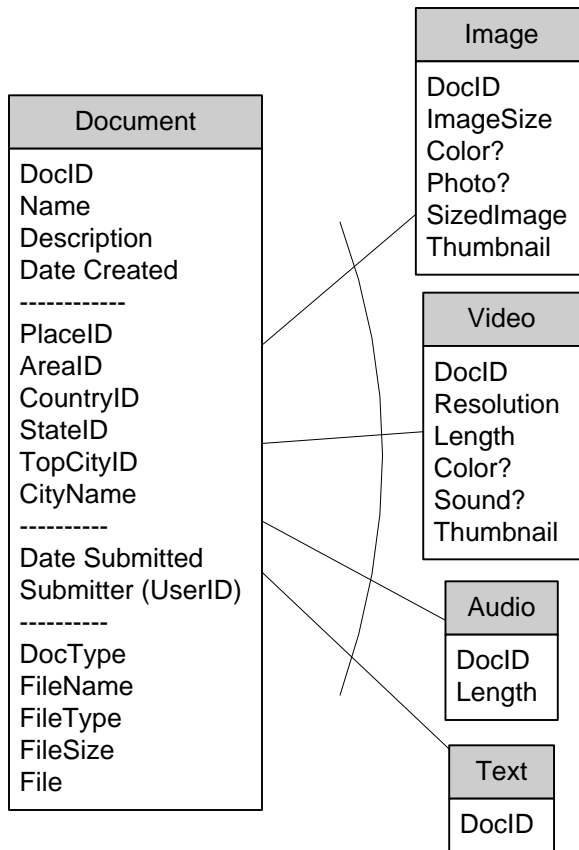 Document
DocID
Name
Description
Date Created
------------
PlaceID
AreaID
CountryID
StateID
TopCityID
CityName
----------
Date Submitted
Submitter (UserID)
----------
DocType
FileName
FileType
FileSize
File
Image
DocID
ImageSize
Color?
Photo?
SizedImage
Thumbnail
Video
DocID
Resolution
Length
Color?
Sound?
Thumbnail
Audio
DocID
Length
Text
DocID